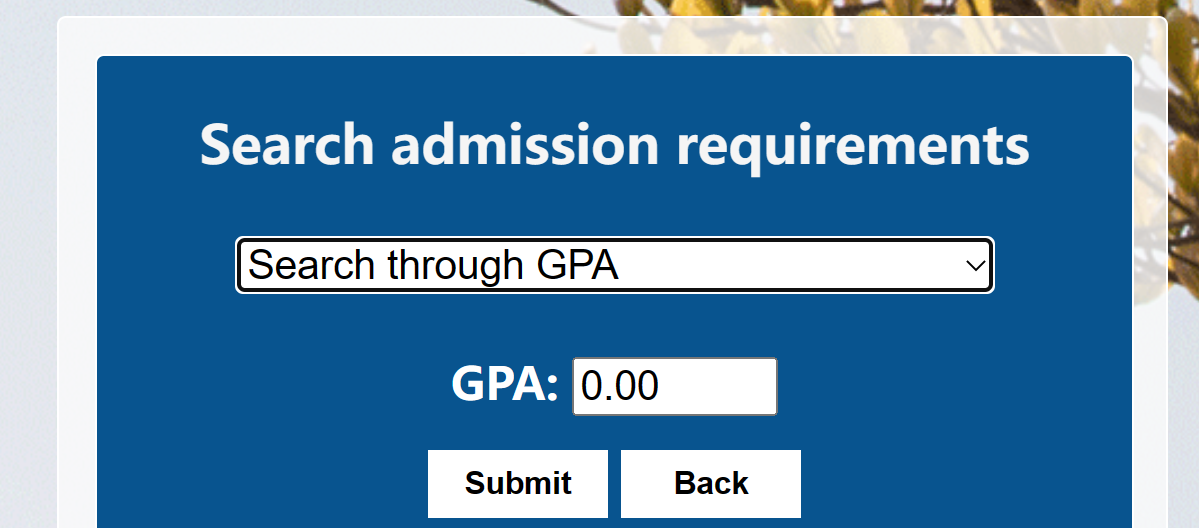 Search admission requirements
Search through GPA
GPA: 0.00
Submit Back